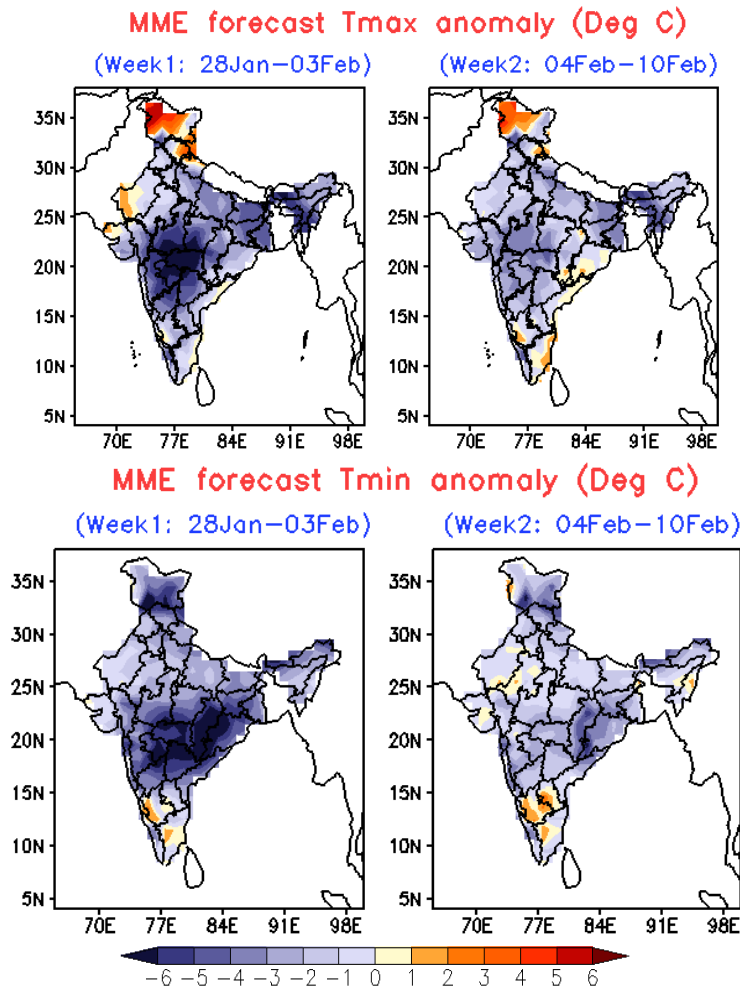 MME forecast Tmax anomaly (Deg C)
(Week1: 28Jan-03Feb) (Week2: 04Feb-10Feb)
35N 35N
30N 30N
25N 25N
20N 20N
15N 15N
10N 10N
5N 5N
70E 77E 84E 91E 98E 70E 77E 84E 91E 98E
MME forecast Tmin anomaly (Deg C)
(Week1: 28Jan-03Feb) (Week2: 04Feb-10Feb)
35N 35N
30N 30N
25N 25N
20N 20N
15N 15N
10N 10N
5N 5N
70E 77E 84E 91E 98E 70E 77E 84E 91E 98E
-6 -5 -4 -3 -2 -1 0 1 2 3 4 5 6